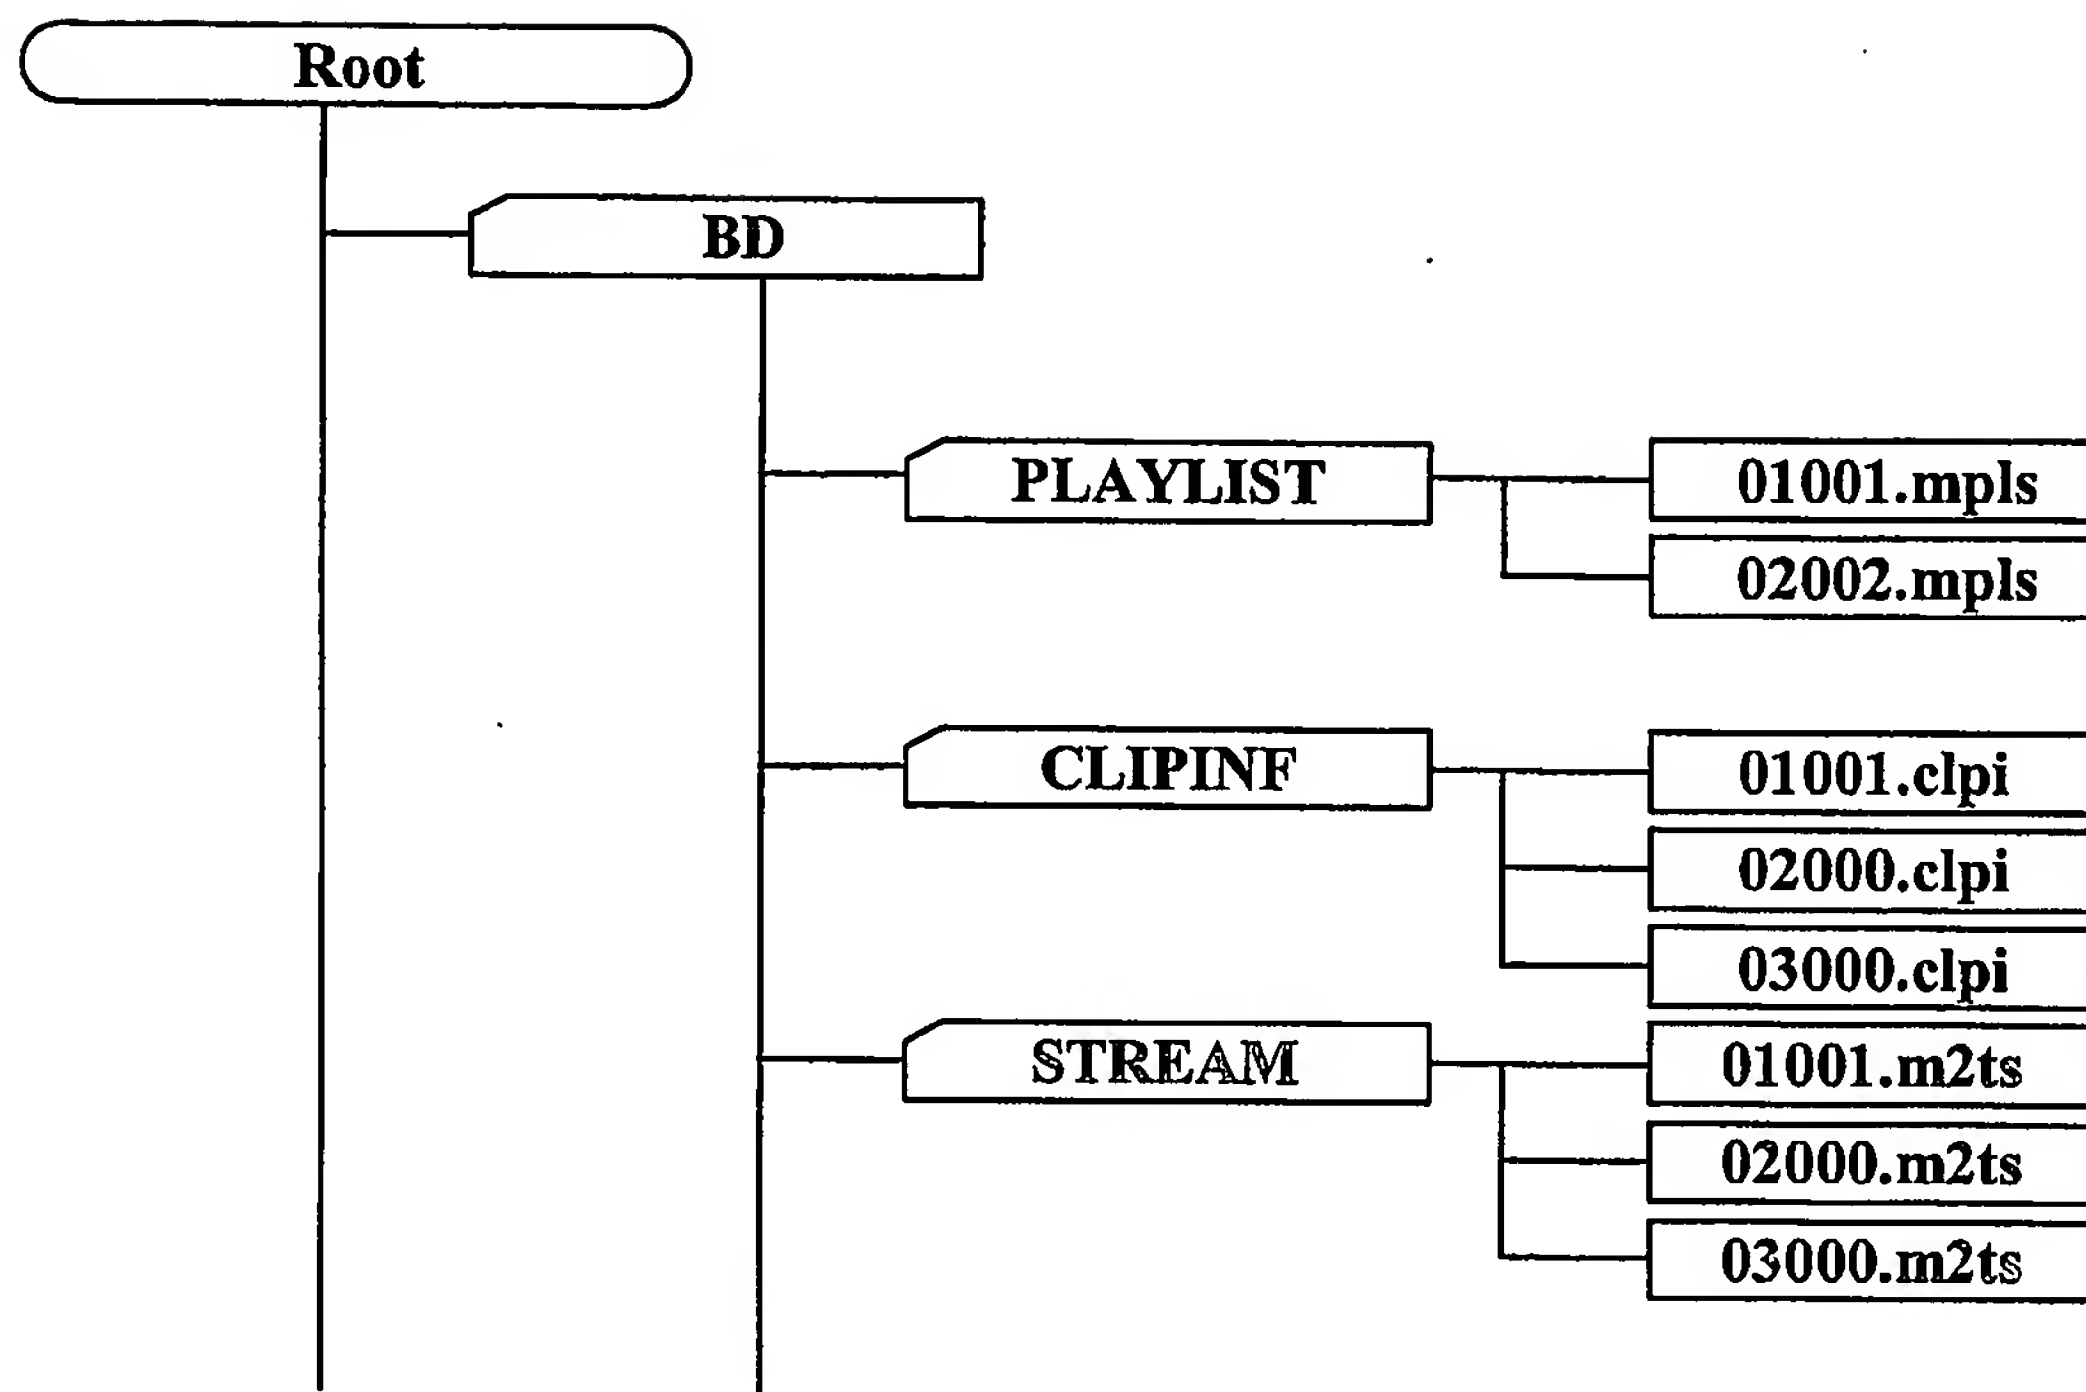 Root
BD
PLAYLIST
01001.mpls
02002.mpls
CLIPINF
01001.clpi
02000.clpi
03000.clpi
STREAM
01001.m2ts
02000.m2ts
03000.m2ts